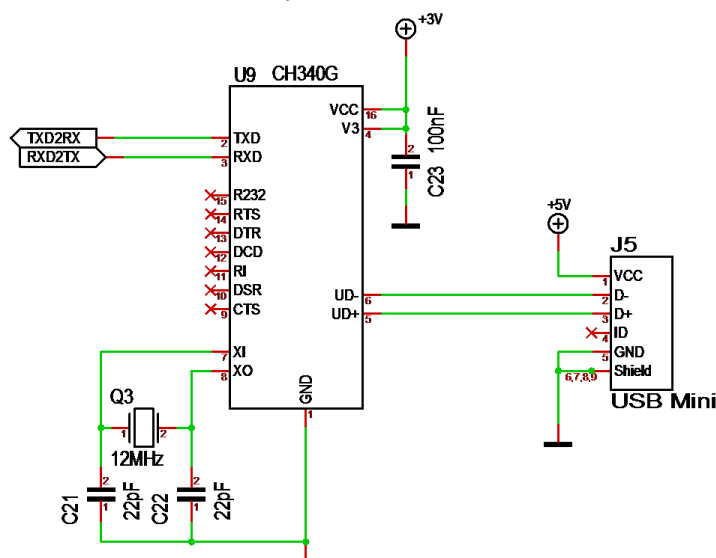 +3V
U9 CH340G
VCC 16
V3 4
100nF
C23
TXD2RX
2 TXD
RXD2TX
3 RXD
2
1
15 R232
14 RTS
13 DTR
12 DCD
11 RI
10 DSR
9 CTS
+5V
J5
1 VCC
UD- 6
2 D-
UD+ 5
3 D+
4 ID
5 GND
6,7,8,9 Shield
USB Mini
7 XI
8 XO
GND
1
Q3
1 2
12MHz
C21
2
1
22pF
C22
2
1
22pF